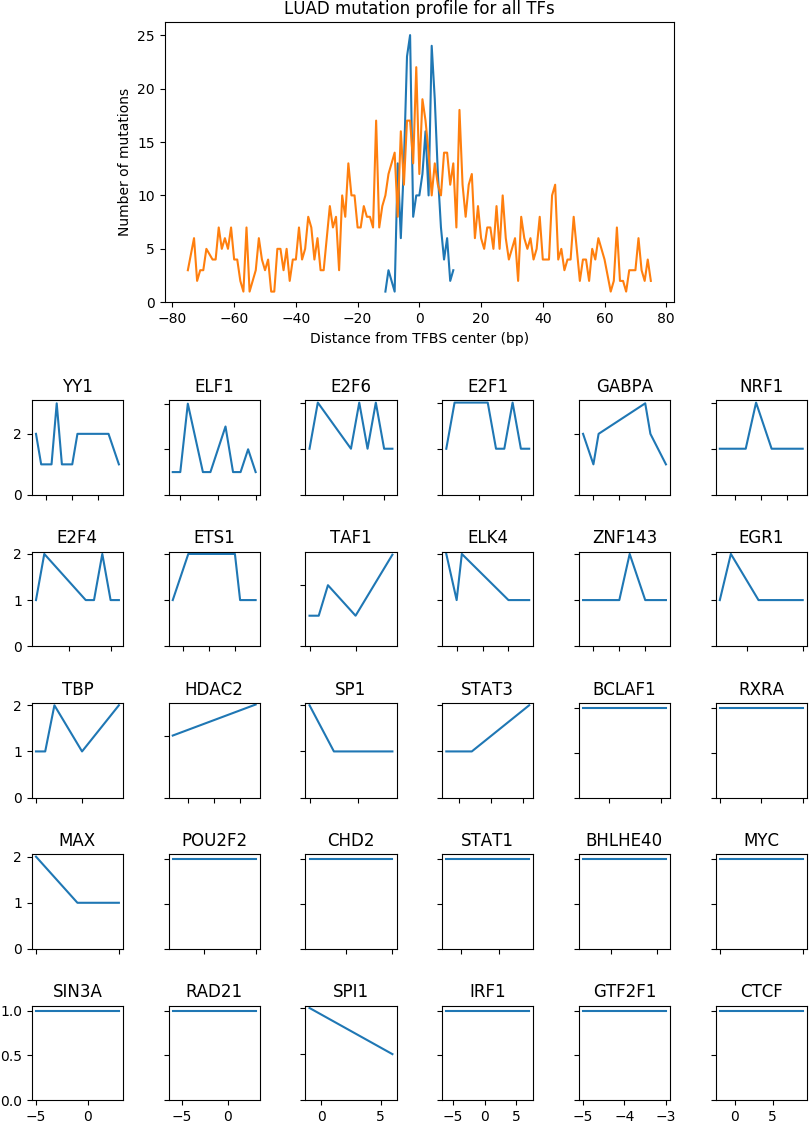 LUAD mutation profile for all TFs
25
20
15
10
5
0
Number of mutations
−80 −60 −40 −20 0 20 40 60 80
Distance from TFBS center (bp)
YY1 ELF1 E2F6 E2F1 GABPA NRF1
2
0
E2F4 ETS1 TAF1 ELK4 ZNF143 EGR1
2
1
0
TBP HDAC2 SP1 STAT3 BCLAF1 RXRA
2
1
0
MAX POU2F2 CHD2 STAT1 BHLHE40 MYC
2
1
0
SIN3A RAD21 SPI1 IRF1 GTF2F1 CTCF
1.0
0.5
0.0
−5 0 −5 0 0 5 −5 0 5 −5 −4 −3 0 5